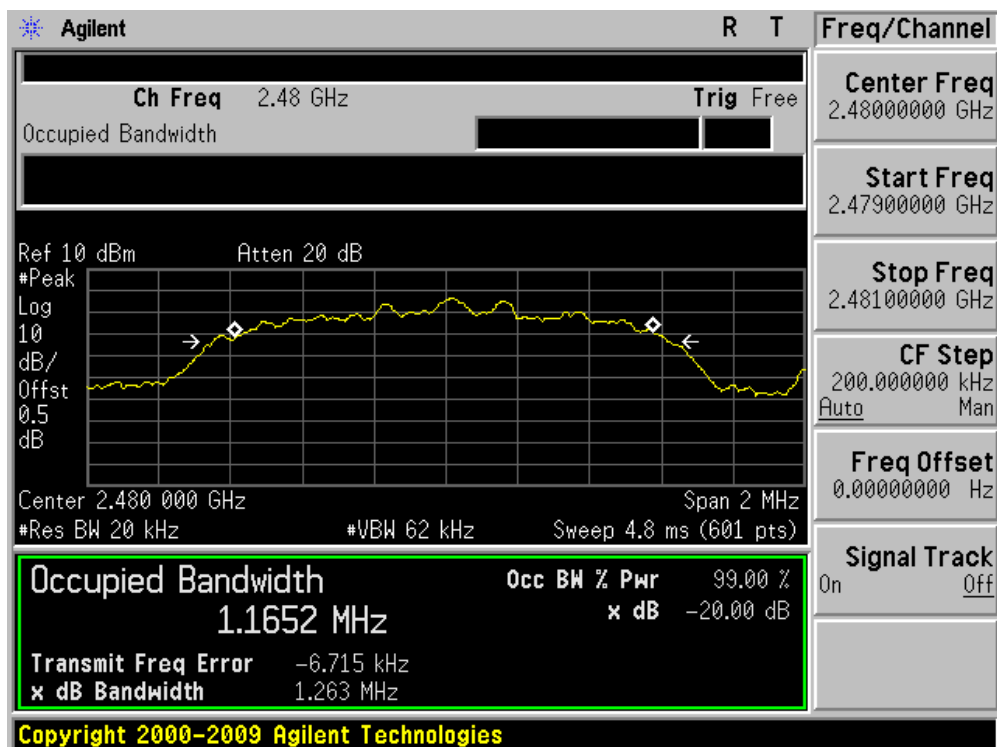 Agilent R T
Ch Freq 2.48 GHz Trig Free
Occupied Bandwidth
Ref 10 dBm Atten 20 dB
#Peak
Log
10
dB/
Offst
0.5
dB
Center 2.480 000 GHz Span 2 MHz
#Res BW 20 kHz #VBW 62 kHz Sweep 4.8 ms (601 pts)
Occupied Bandwidth
1.1652 MHz
Occ BW % Pwr 99.00 %
x dB -20.00 dB
Transmit Freq Error -6.715 kHz
x dB Bandwidth 1.263 MHz
Copyright 2000-2009 Agilent Technologies
Freq/Channel
Center Freq
2.48000000 GHz
Start Freq
2.47900000 GHz
Stop Freq
2.48100000 GHz
CF Step
200.000000 kHz
Auto Man
Freq Offset
0.00000000 Hz
Signal Track
On Off